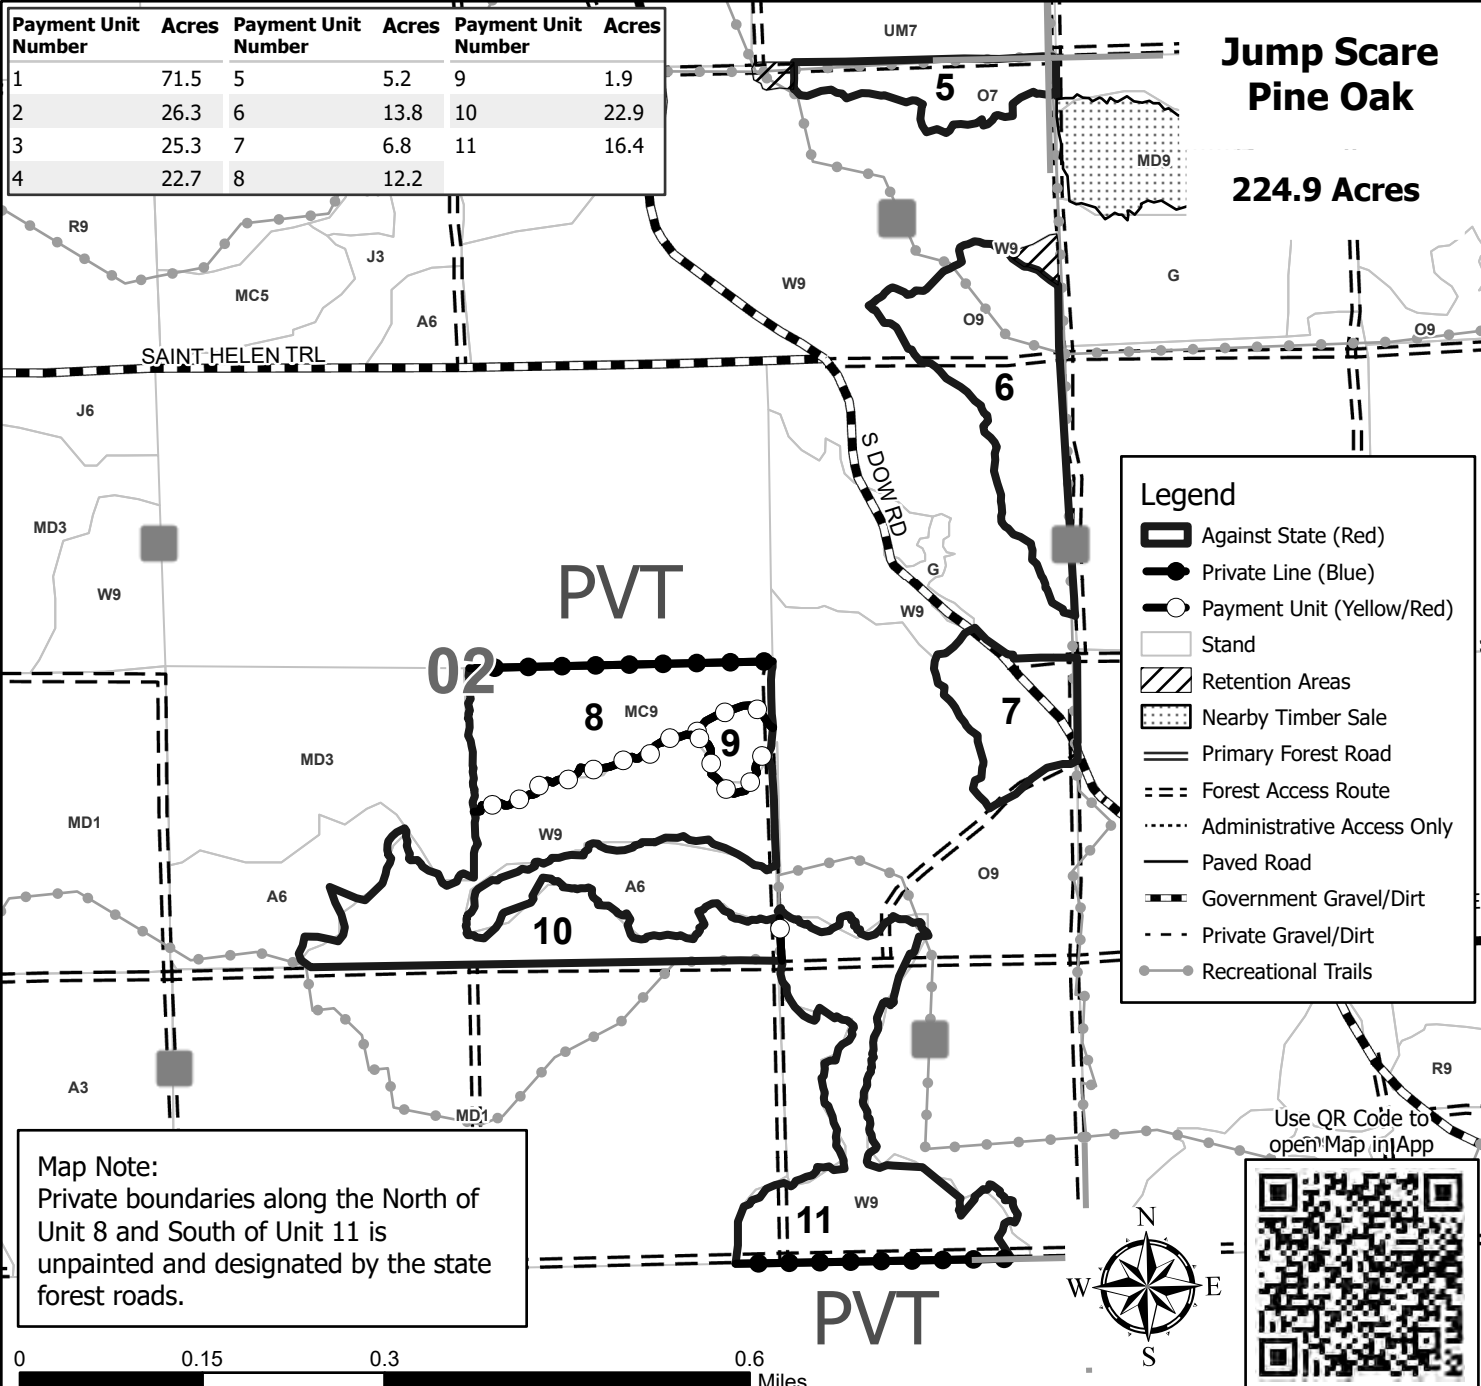 Payment Unit Number Acres Payment Unit Number Acres Payment Unit Number Acres
1 71.5 5 5.2 9 1.9
2 26.3 6 13.8 10 22.9
3 25.3 7 6.8 11 16.4
4 22.7 8 12.2
Jump Scare
Pine Oak
224.9 Acres
UM7
5
O7
MD9
R9
J3
MC5
A6
W9
W9
G
O9
O9
SAINT HELEN TRL
J6
6
S DOW RD
MD3
W9
G
W9
PVT
02
8
MC9
9
7
MD3
MD1
W9
A6
A6
10
O9
A3
MD1
R9
W9
11
PVT
Legend
Against State (Red)
Private Line (Blue)
Payment Unit (Yellow/Red)
Stand
Retention Areas
Nearby Timber Sale
Primary Forest Road
Forest Access Route
Administrative Access Only
Paved Road
Government Gravel/Dirt
Private Gravel/Dirt
Recreational Trails
E
Use QR Code to
open Map in App
Map Note:
Private boundaries along the North of
Unit 8 and South of Unit 11 is
unpainted and designated by the state
forest roads.
N
W E
S
0 0.15 0.3 0.6
Miles